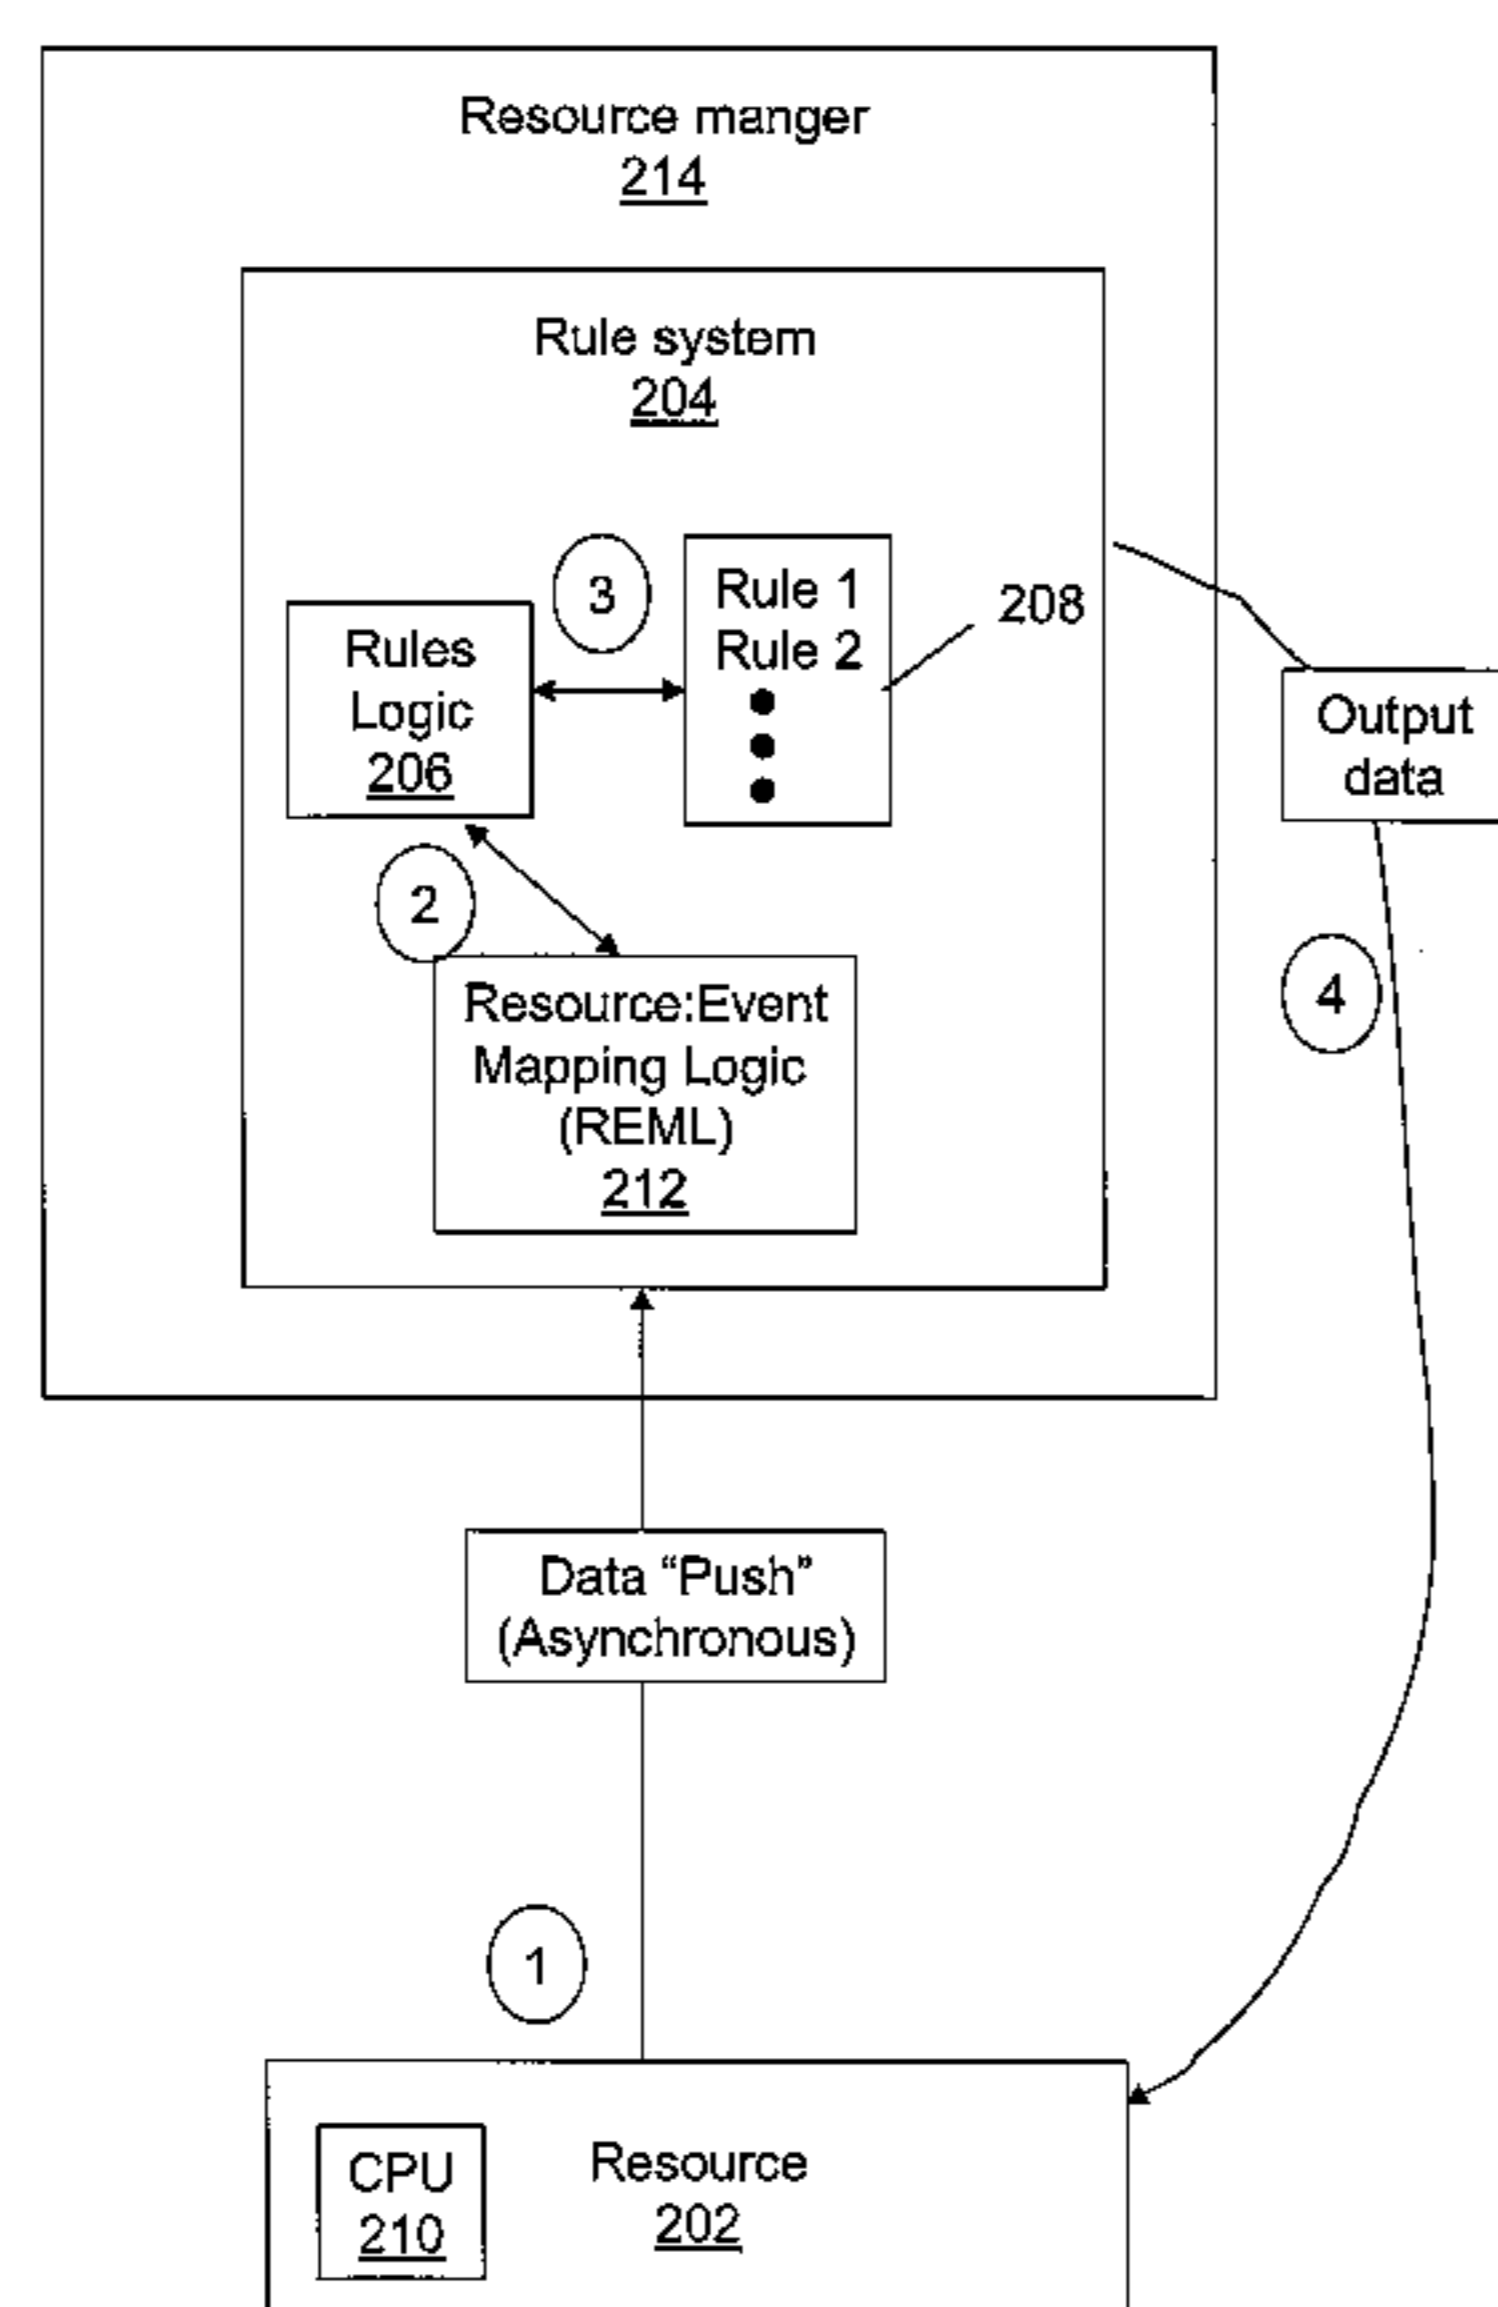 Resource manger
214
Rule system
204
3
Rule 1
Rule 2
208
Rules
Logic
206
Output
data
2
4
Resource:Event
Mapping Logic
(REML)
212
Data “Push”
(Asynchronous)
1
CPU
210
Resource
202